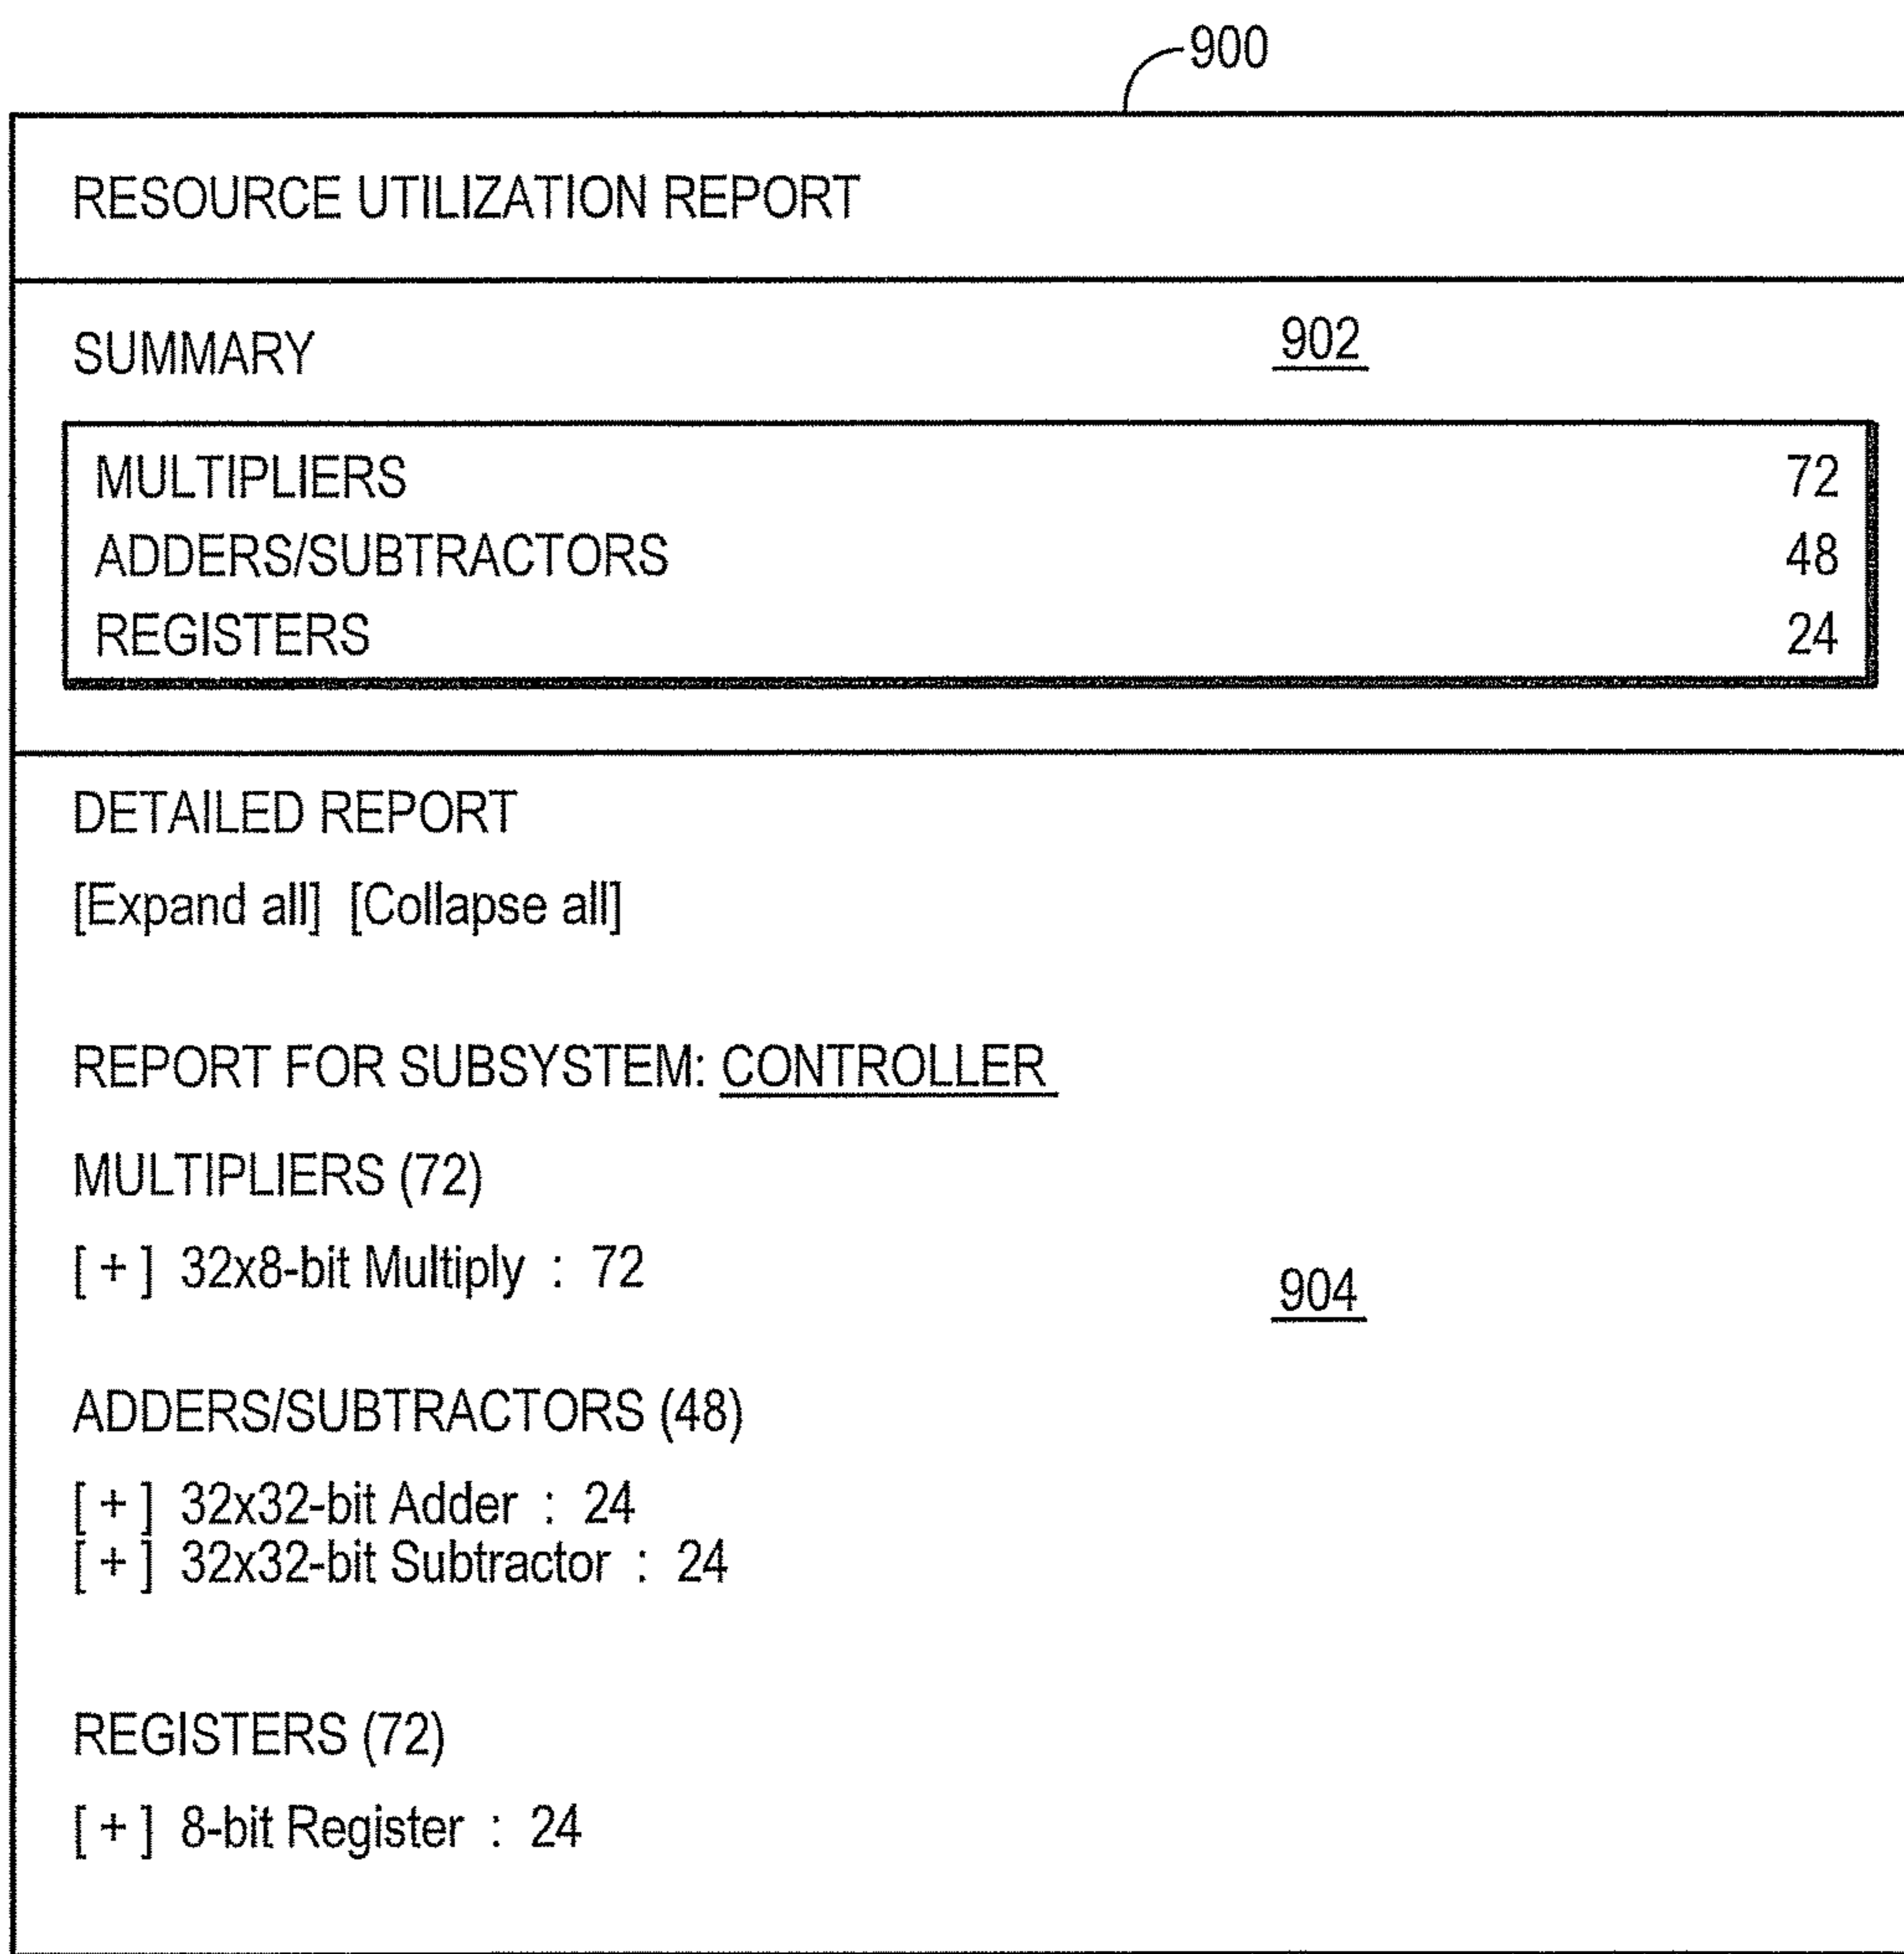 900
RESOURCE UTILIZATION REPORT
SUMMARY 902
MULTIPLIERS 72
ADDERS/SUBTRACTORS 48
REGISTERS 24
DETAILED REPORT
[Expand all] [Collapse all]
REPORT FOR SUBSYSTEM: CONTROLLER
MULTIPLIERS (72)
[ + ] 32x8-bit Multiply : 72
904
ADDERS/SUBTRACTORS (48)
[ + ] 32x32-bit Adder : 24
[ + ] 32x32-bit Subtractor : 24
REGISTERS (72)
[ + ] 8-bit Register : 24